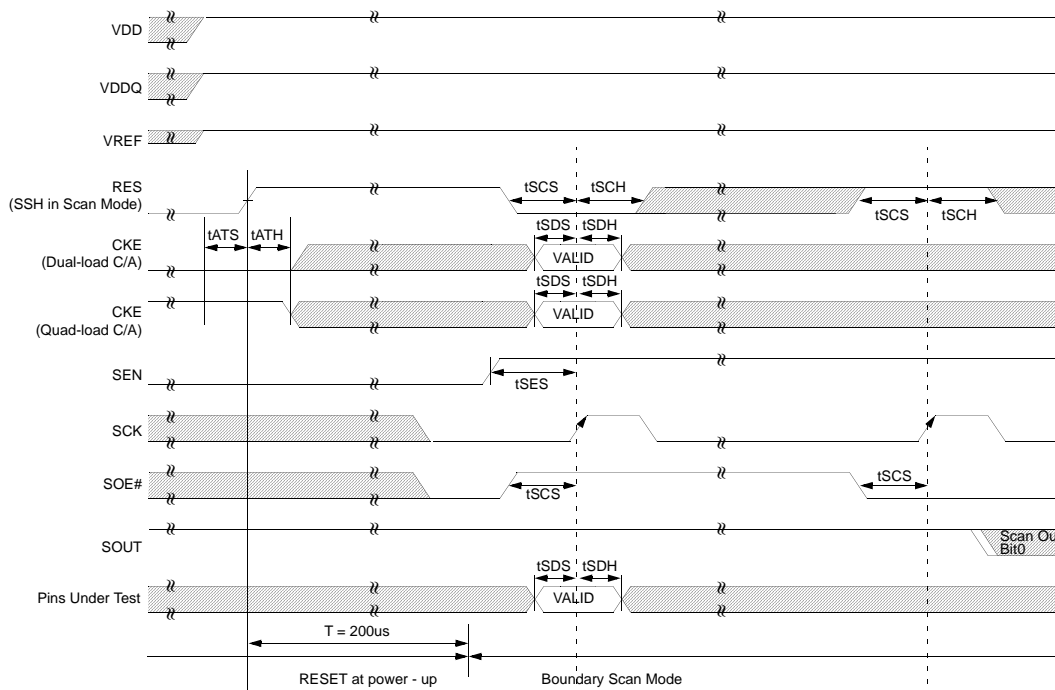 VDD
VDDQ
VREF
RES
(SSH in Scan Mode)
tSCS
tSCH
tSCS
tSCH
tATS
tATH
CKE
(Dual-load C/A)
tSDS
tSDH
VALID
CKE
(Quad-load C/A)
tSDS
tSDH
VALID
SEN
tSES
SCK
SOE#
tSCS
tSCS
SOUT
Scan Ou
Bit0
Pins Under Test
tSDS
tSDH
VALID
T = 200us
RESET at power - up
Boundary Scan Mode